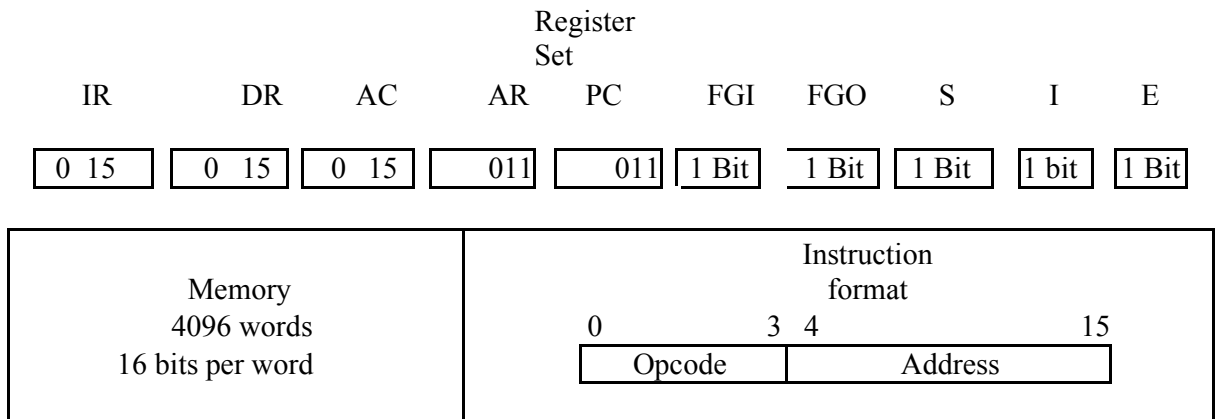 Register
Set
IR DR AC AR PC FGI FGO S I E
0 15 0 15 0 15 011 011 1 Bit 1 Bit 1 Bit 1 bit 1 Bit
Memory
4096 words
16 bits per word
Instruction
format
0 3 4 15
Opcode Address